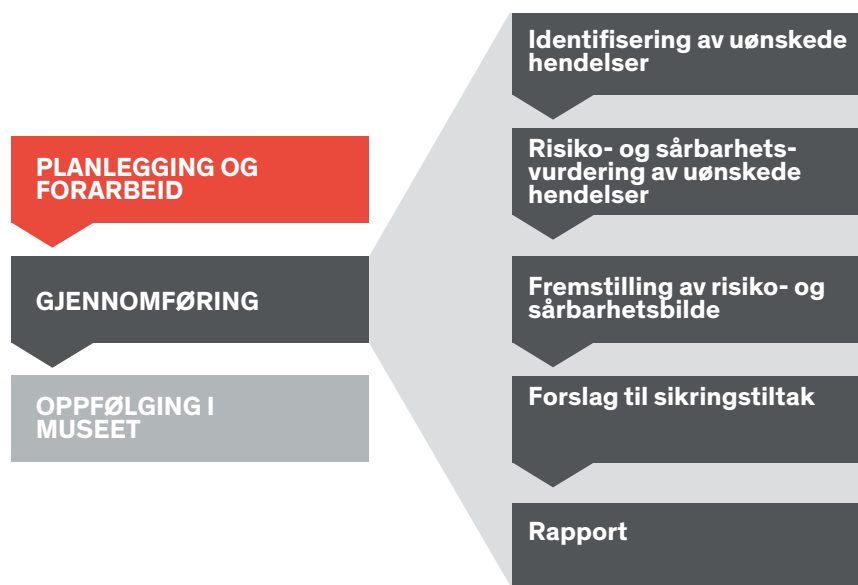 PLANLEGGING OG
FORARBEID
GJENNOMFØRING
OPPFØLGING I
MUSEET
Identifisering av uønskede
hendelser
Risiko- og sårbarhets-
vurdering av uønskede
hendelser
Fremstilling av risiko- og
sårbarhetsbilde
Forslag til sikringstiltak
Rapport